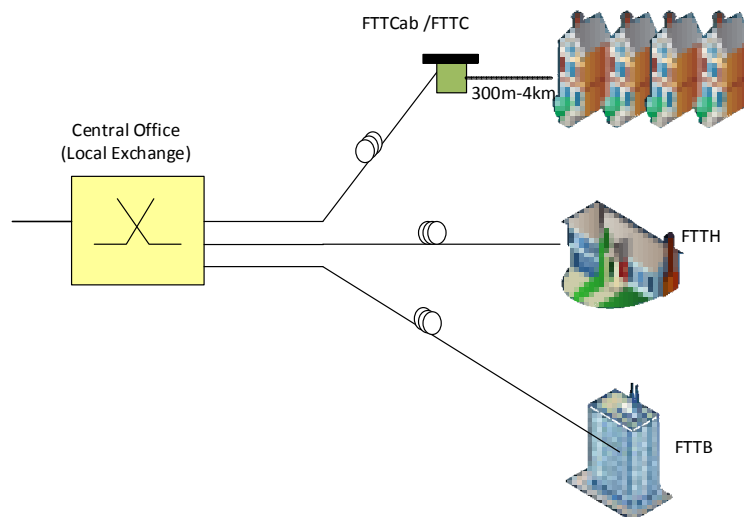 FTTCab /FTTC
300m-4km
Central Office
(Local Exchange)
FTTH
FTTB